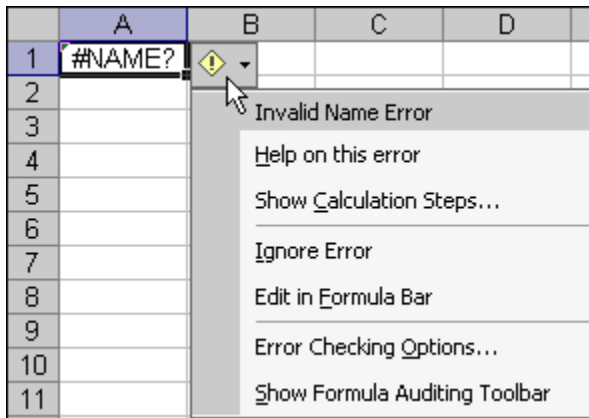 A B C D
1 #NAME?
2 Invalid Name Error
3
4 Help on this error
5 Show Calculation Steps...
6
7 Ignore Error
8 Edit in Formula Bar
9
10 Error Checking Options...
11 Show Formula Auditing Toolbar